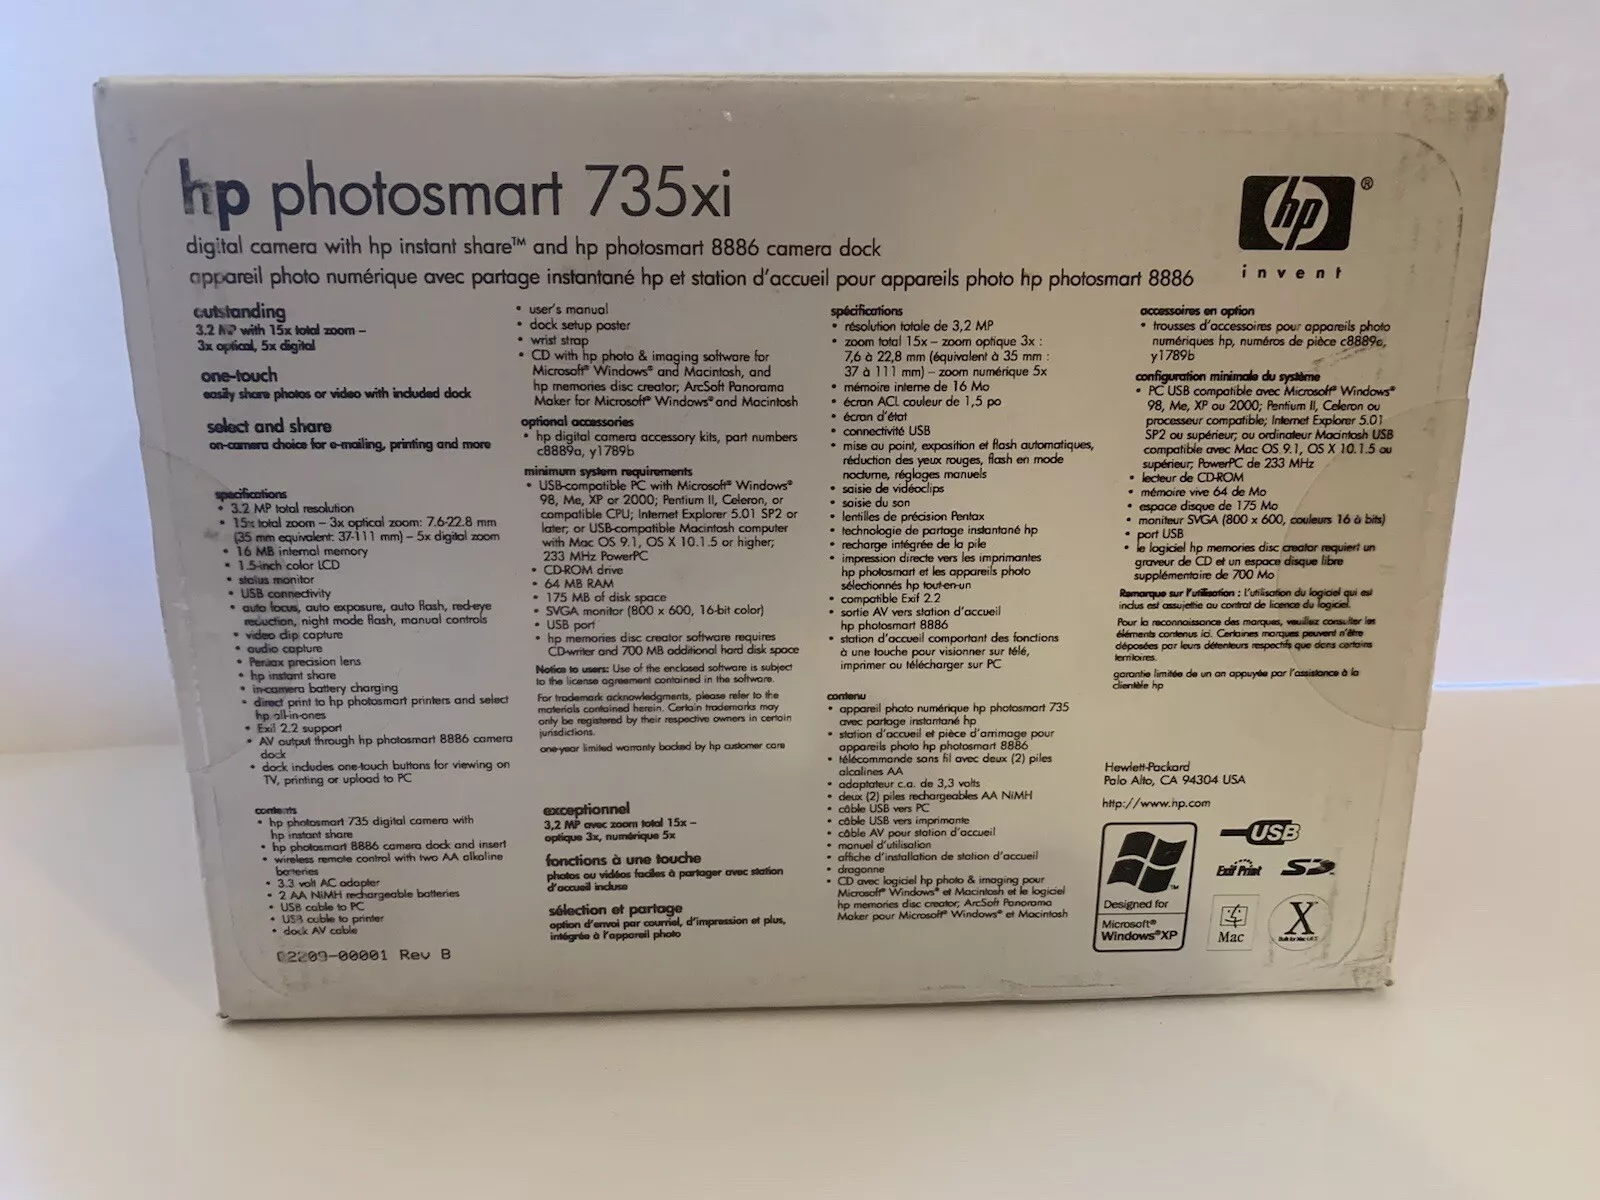 hp photosmart 735xi
digital camera with hp instant share™ and hp photosmart 8886 camera dock
appareil photo numérique avec partage instantané hp et station d'accueil pour appareils photo hp photosmart 8886
hp ®
invent
outstanding
3.2 MP with 15x total zoom –
3x optical, 5x digital
one-touch
easily share photos or video with included dock
select and share
on-camera choice for e-mailing, printing and more
specifications
• 3.2 MP total resolution
• 15x total zoom – 3x optical zoom: 7.6-22.8 mm
(35 mm equivalent: 37-111 mm) – 5x digital zoom
• 16 MB internal memory
• 1.5-inch color LCD
• status monitor
• USB connectivity
• auto focus, auto exposure, auto flash, red-eye
reduction, night mode flash, manual controls
• video clip capture
• audio capture
• Pentax precision lens
• hp instant share
• in-camera battery charging
• direct print to hp photosmart printers and select
hp all-in-ones
• Exif 2.2 support
• AV output through hp photosmart 8886 camera
dock
• dock includes one-touch buttons for viewing on
TV, printing or upload to PC
contents
• hp photosmart 735 digital camera with
hp instant share
• hp photosmart 8886 camera dock and insert
• wireless remote control with two AA alkaline
batteries
• 3.3 volt AC adapter
• 2 AA NiMH rechargeable batteries
• USB cable to PC
• USB cable to printer
• dock AV cable
Q2209-00001 Rev B
• user's manual
• dock setup poster
• wrist strap
• CD with hp photo & imaging software for
Microsoft® Windows® and Macintosh, and
hp memories disc creator; ArcSoft Panorama
Maker for Microsoft® Windows® and Macintosh
optional accessories
• hp digital camera accessory kits, part numbers
c8889a, y1789b
minimum system requirements
• USB-compatible PC with Microsoft® Windows®
98, Me, XP or 2000; Pentium II, Celeron, or
compatible CPU; Internet Explorer 5.01 SP2 or
later; or USB-compatible Macintosh computer
with Mac OS 9.1, OS X 10.1.5 or higher;
233 MHz PowerPC
• CD-ROM drive
• 64 MB RAM
• 175 MB of disk space
• SVGA monitor (800 x 600, 16-bit color)
• USB port
• hp memories disc creator software requires
CD-writer and 700 MB additional hard disk space
Notice to users: Use of the enclosed software is subject
to the license agreement contained in the software.
For trademark acknowledgments, please refer to the
materials contained herein. Certain trademarks may
only be registered by their respective owners in certain
jurisdictions.
one-year limited warranty backed by hp customer care
exceptionnel
3,2 MP avec zoom total 15x –
optique 3x, numérique 5x
fonctions à une touche
photos ou vidéos faciles à partager avec station
d'accueil incluse
sélection et partage
option d'envoi par courriel, d'impression et plus,
intégrée à l'appareil photo
spécifications
• résolution totale de 3,2 MP
• zoom total 15x – zoom optique 3x :
7,6 à 22,8 mm (équivalent à 35 mm :
37 à 111 mm) – zoom numérique 5x
• mémoire interne de 16 Mo
• écran ACL couleur de 1,5 po
• écran d'état
• connectivité USB
• mise au point, exposition et flash automatiques,
réduction des yeux rouges, flash en mode
nocturne, réglages manuels
• saisie de vidéoclips
• saisie du son
• lentilles de précision Pentax
• technologie de partage instantané hp
• recharge intégrée de la pile
• impression directe vers les imprimantes
hp photosmart et les appareils photo
sélectionnés hp tout-en-un
• compatible Exif 2.2
• sortie AV vers station d'accueil
hp photosmart 8886
• station d'accueil comportant des fonctions
à une touche pour visionner sur télé,
imprimer ou télécharger sur PC
contenu
• appareil photo numérique hp photosmart 735
avec partage instantané hp
• station d'accueil et pièce d'arrimage pour
appareils photo hp photosmart 8886
• télécommande sans fil avec deux (2) piles
alcalines AA
• adaptateur c.a. de 3,3 volts
• deux (2) piles rechargeables AA NiMH
• câble USB vers PC
• câble USB vers imprimante
• câble AV pour station d'accueil
• manuel d'utilisation
• affiche d'installation de station d'accueil
• dragonne
• CD avec logiciel hp photo & imaging pour
Microsoft® Windows® et Macintosh et le logiciel
hp memories disc creator; ArcSoft Panorama
Maker pour Microsoft® Windows® et Macintosh
accessoires en option
• trousses d'accessoires pour appareils photo
numériques hp, numéros de pièce c8889a,
y1789b
configuration minimale du système
• PC USB compatible avec Microsoft® Windows®
98, Me, XP ou 2000; Pentium II, Celeron ou
processeur compatible; Internet Explorer 5.01
SP2 ou supérieur; ou ordinateur Macintosh USB
compatible avec Mac OS 9.1, OS X 10.1.5 ou
supérieur; PowerPC de 233 MHz
• lecteur de CD-ROM
• mémoire vive 64 de Mo
• espace disque de 175 Mo
• moniteur SVGA (800 x 600, couleurs 16 à bits)
• port USB
• le logiciel hp memories disc creator requiert un
graveur de CD et un espace disque libre
supplémentaire de 700 Mo
Remarque sur l'utilisation : L'utilisation du logiciel qui est
inclus est assujettie au contrat de licence du logiciel.
Pour la reconnaissance des marques, veuillez consulter les
éléments contenus ici. Certaines marques peuvent n'être
déposées par leurs détenteurs respectifs que dans certains
territoires.
garantie limitée de un an appuyée par l'assistance à la
clientèle hp
Hewlett-Packard
Palo Alto, CA 94304 USA
http://www.hp.com
USB
Exif Print
SD
™
Designed for
Microsoft®
Windows® XP
Mac
X
Built for Mac OS X